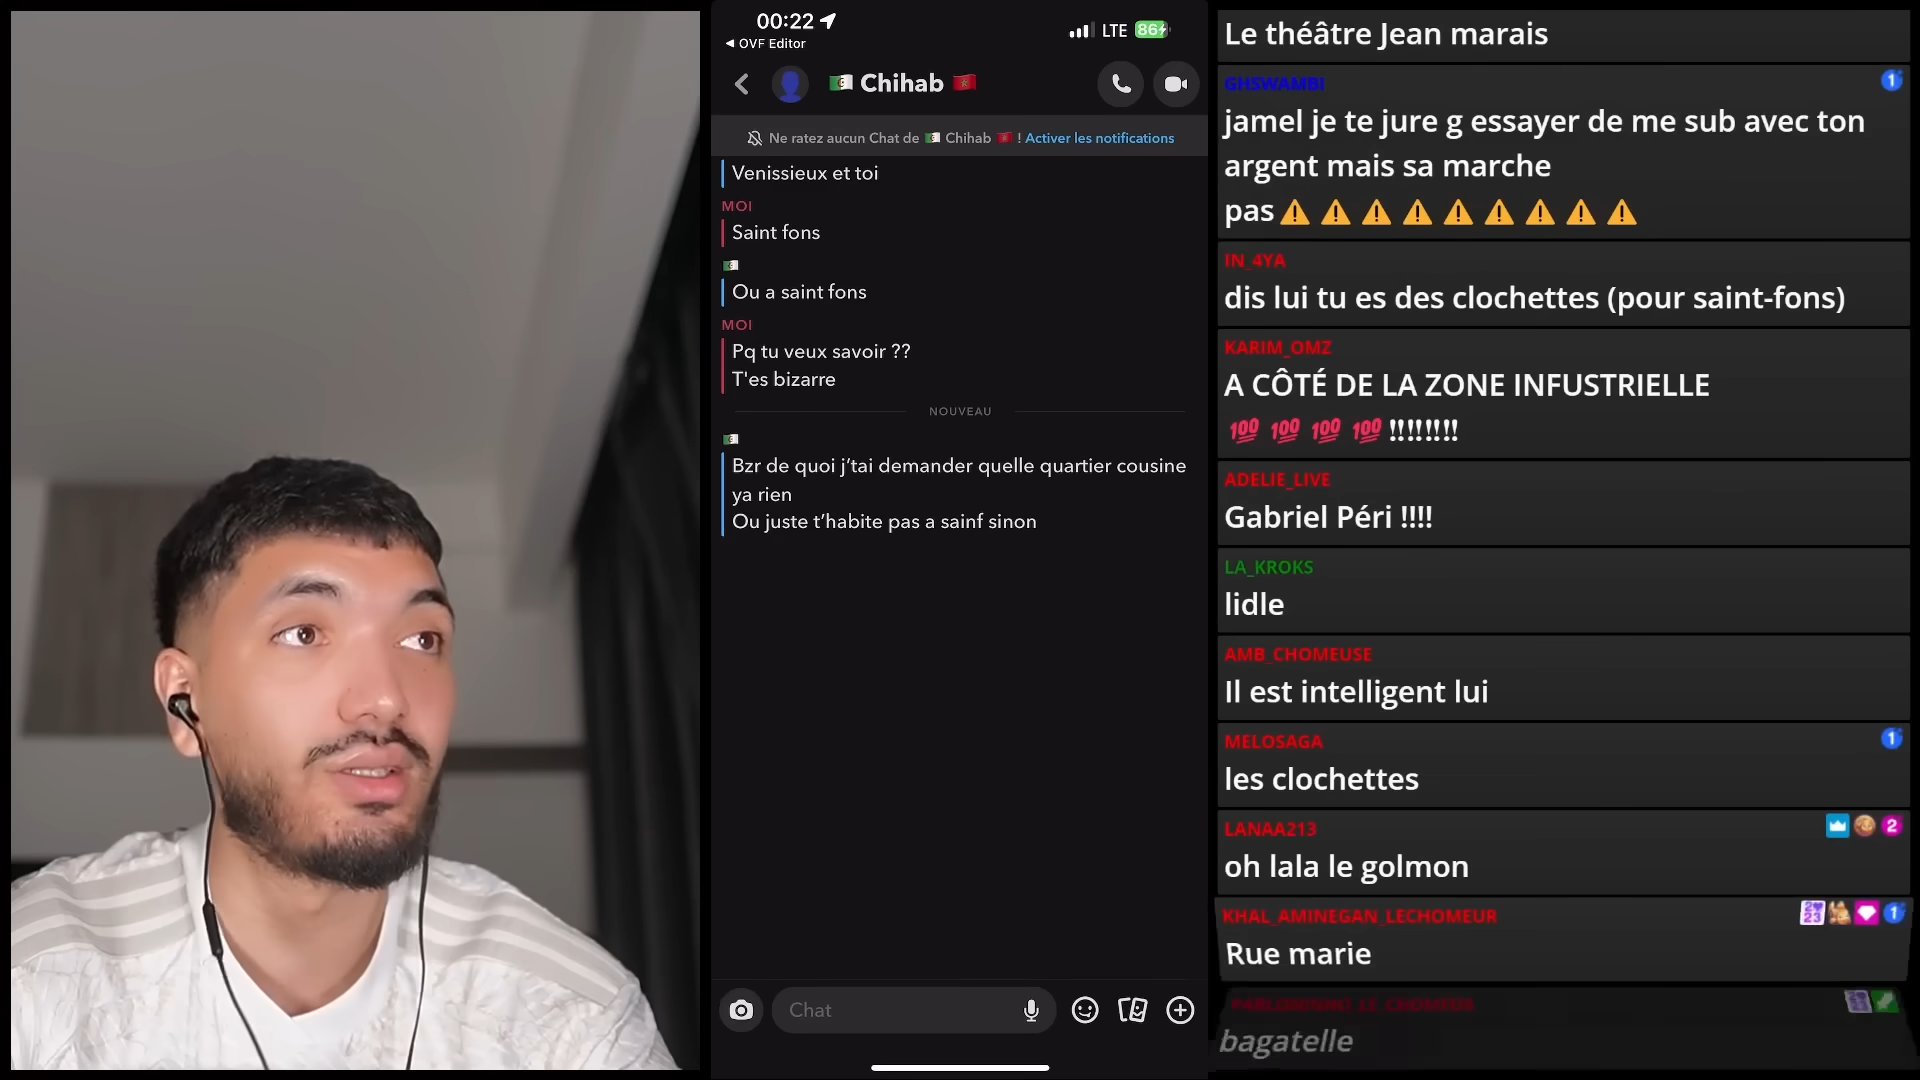 00:22
OVF Editor
LTE
86
Chihab
Ne ratez aucun Chat de 🇩🇿 Chihab 🇲🇦 ! Activer les notifications
Venissieux et toi
MOI
Saint fons
Ou a saint fons
MOI
Pq tu veux savoir ??
T'es bizarre
NOUVEAU
Bzr de quoi j'tai demander quelle quartier cousine
ya rien
Ou juste t'habite pas a sainf sinon
Chat
Le théâtre Jean marais
GHSWAMBI
1
jamel je te jure g essayer de me sub avec ton
argent mais sa marche
pas⚠️⚠️⚠️⚠️⚠️⚠️⚠️⚠️⚠️
IN_4YA
dis lui tu es des clochettes (pour saint-fons)
KARIM_OMZ
A CÔTÉ DE LA ZONE INFUSTRIELLE
💯💯💯💯‼‼‼‼
ADELIE_LIVE
Gabriel Péri !!!!
LA_KROKS
lidle
AMB_CHOMEUSE
Il est intelligent lui
MELOSAGA
1
les clochettes
LANAA213
2
oh lala le golmon
KHAL_AMINEGAN_LECHOMEUR
1
Rue marie
bagatelle